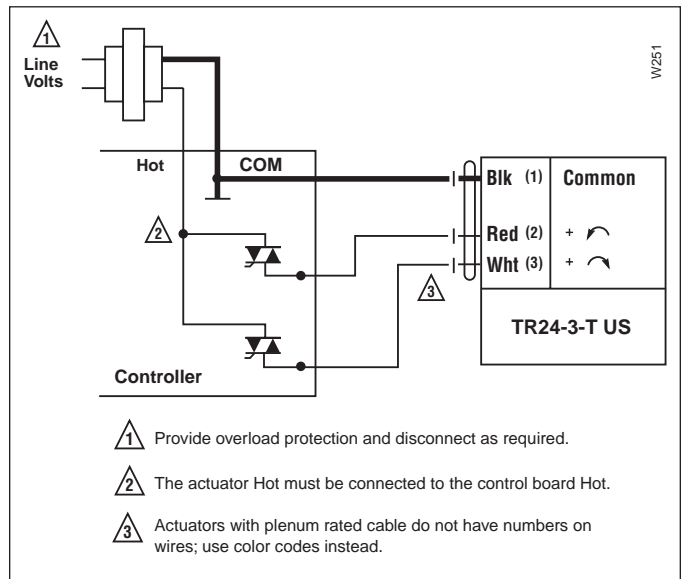 1
Line
Volts
W251
Hot
COM
Blk (1) Common
2
Red (2) +
Wht (3) +
3
TR24-3-T US
Controller
1 Provide overload protection and disconnect as required.
2 The actuator Hot must be connected to the control board Hot.
3 Actuators with plenum rated cable do not have numbers on
wires; use color codes instead.